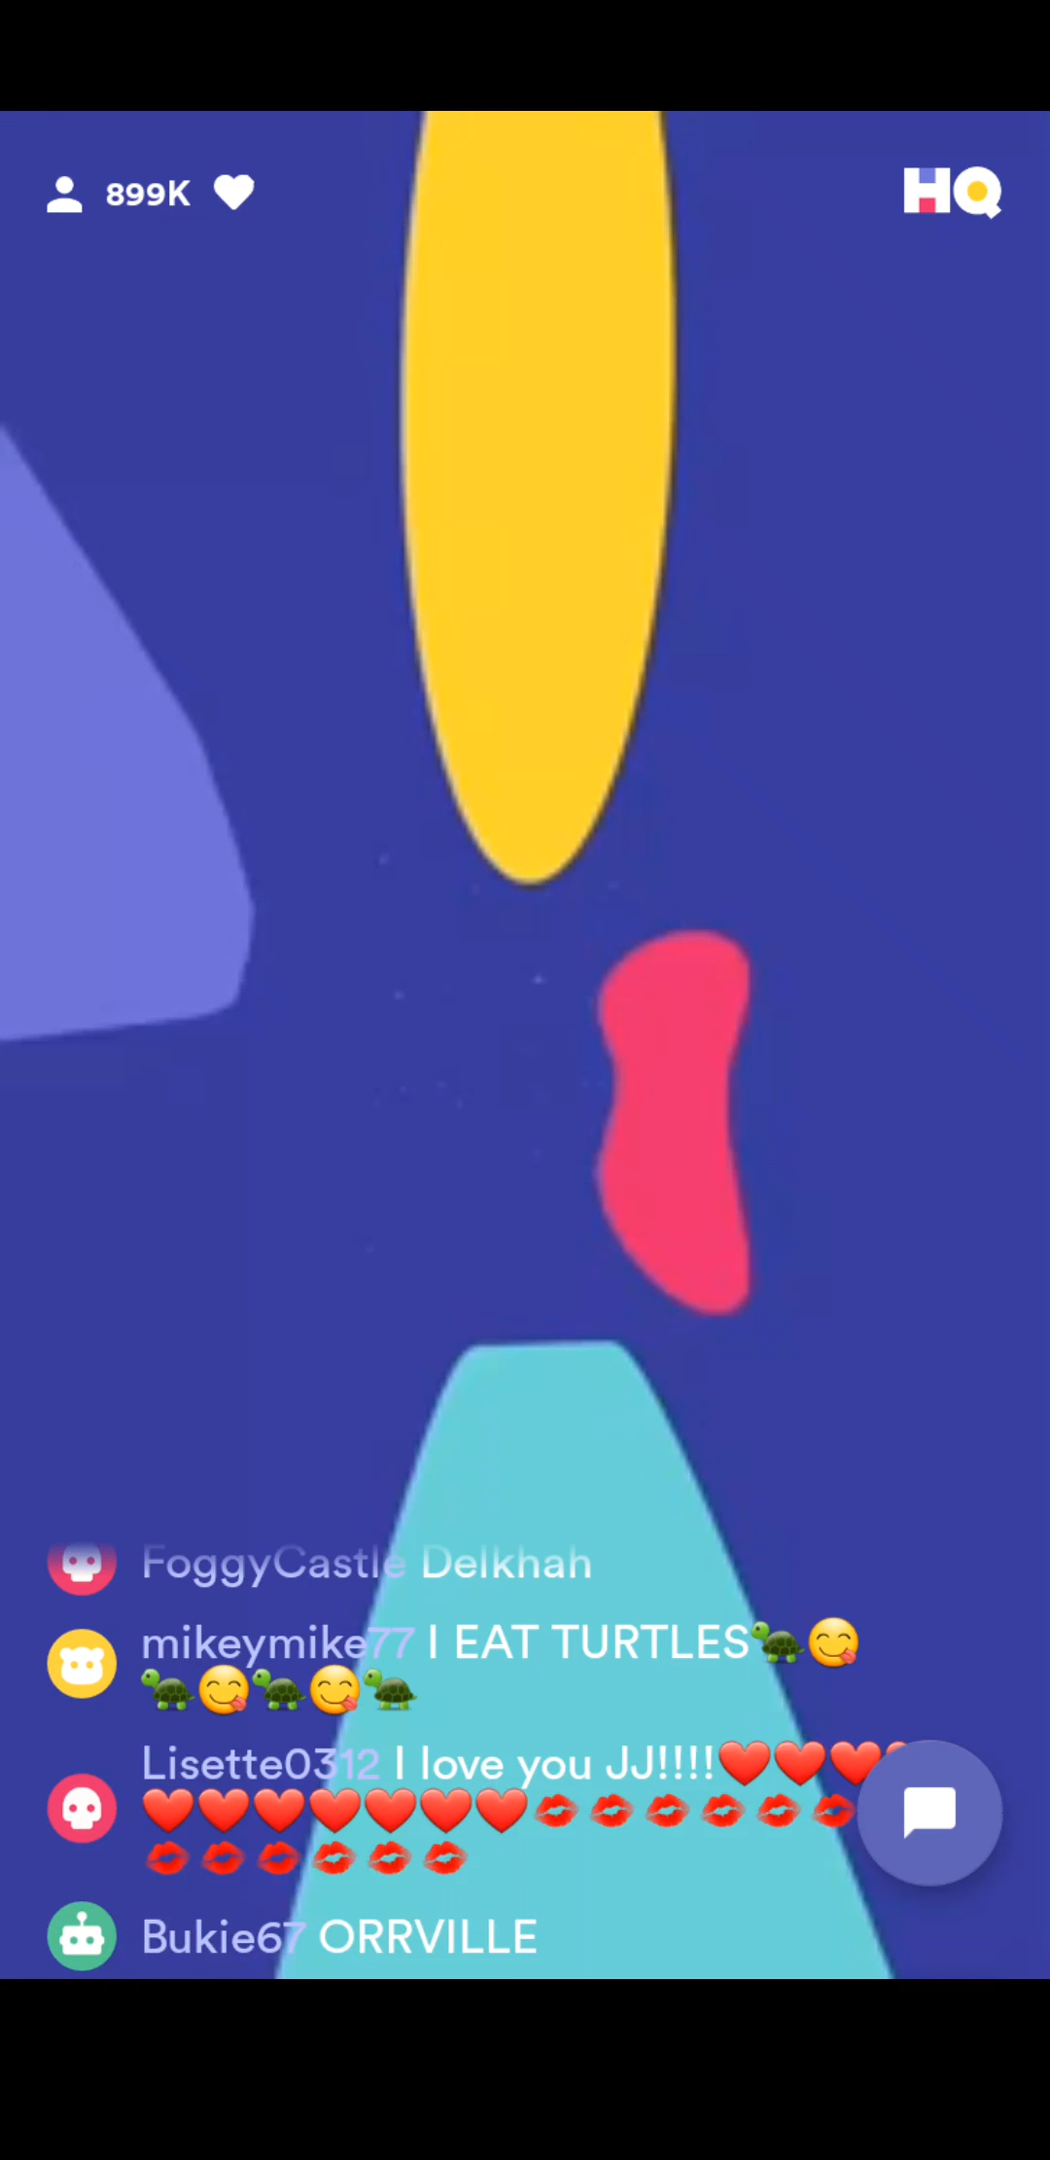 899K
HQ
FoggyCastle Delkhah
mikeymike77 I EAT TURTLES🐢😋
🐢😋🐢😋🐢
Lisette0312 I love you JJ!!!!❤️❤️❤️❤️
❤️❤️❤️❤️❤️❤️❤️💋💋💋💋💋💋
💋💋💋💋💋💋
Bukie67 ORRVILLE